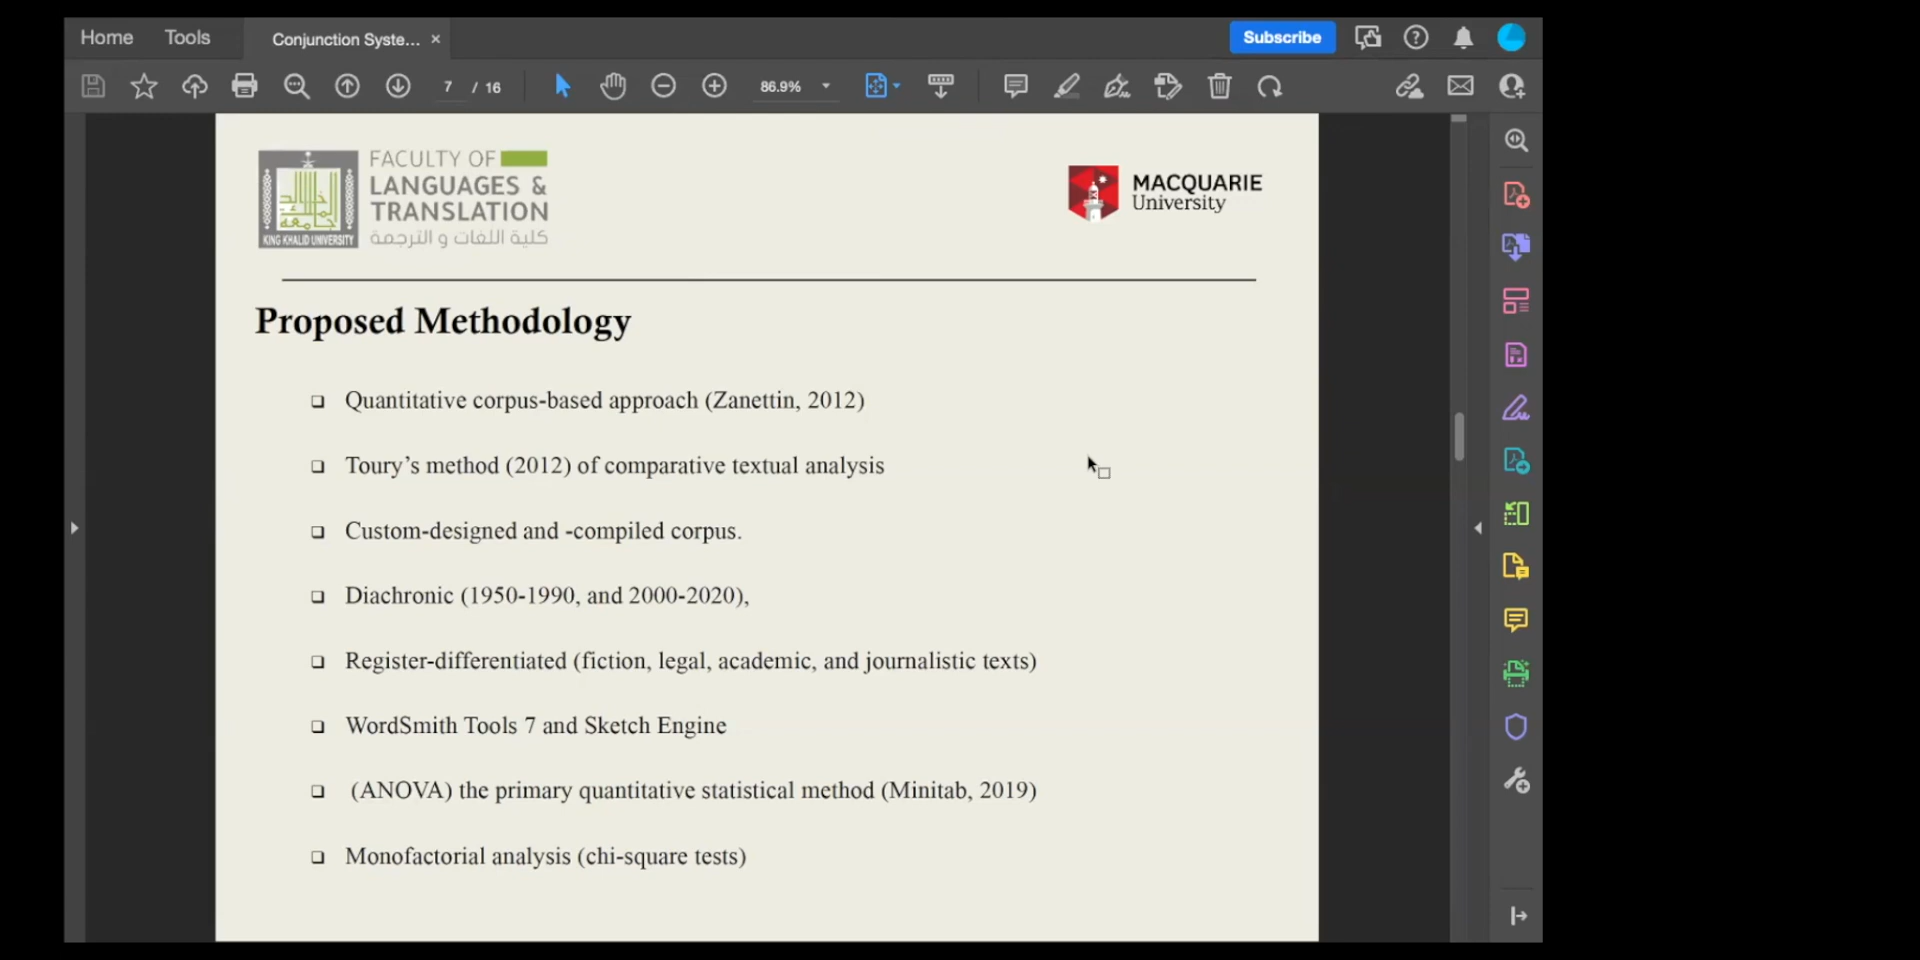 Home Tools Conjunction Syste... ×
Subscribe
7 / 16
86.9%
FACULTY OF
LANGUAGES &
TRANSLATION
كلية اللغات و الترجمة
جامعة الملك خالد
KING KHALID UNIVERSITY
MACQUARIE
University
Proposed Methodology
❑ Quantitative corpus-based approach (Zanettin, 2012)
❑ Toury’s method (2012) of comparative textual analysis
❑ Custom-designed and -compiled corpus.
❑ Diachronic (1950-1990, and 2000-2020),
❑ Register-differentiated (fiction, legal, academic, and journalistic texts)
❑ WordSmith Tools 7 and Sketch Engine
❑ (ANOVA) the primary quantitative statistical method (Minitab, 2019)
❑ Monofactorial analysis (chi-square tests)